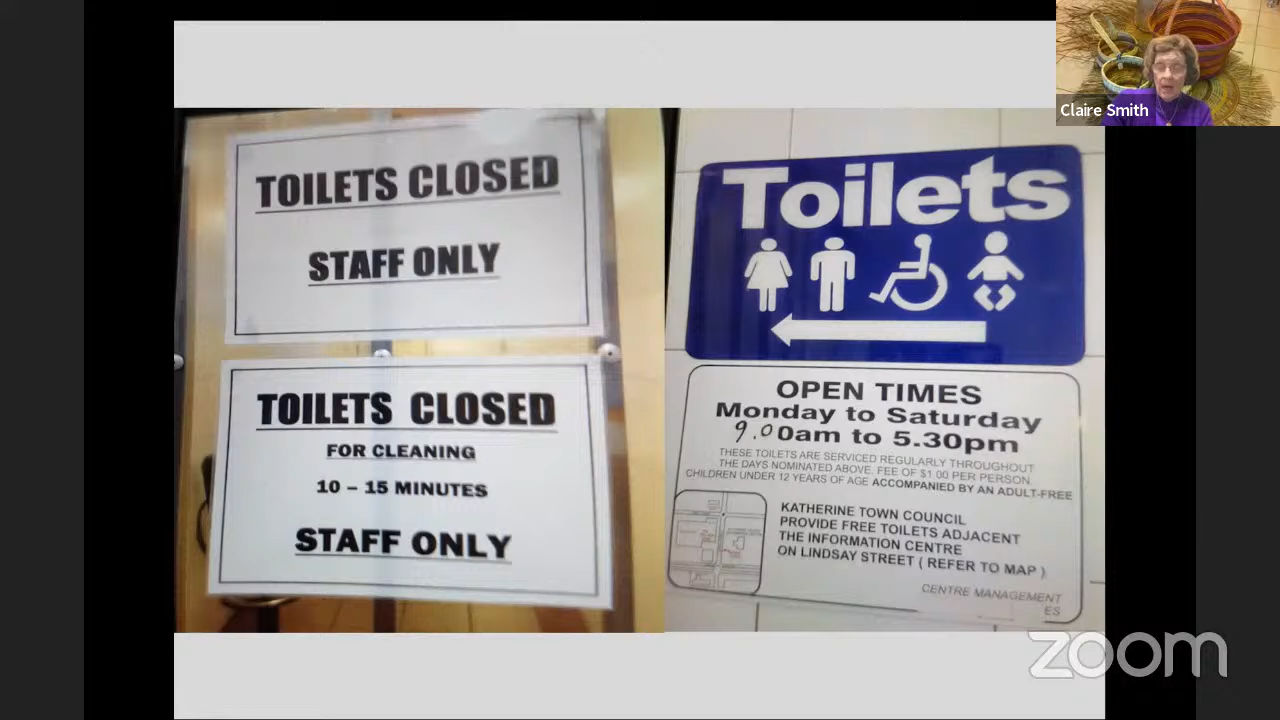 Claire Smith
TOILETS CLOSED
STAFF ONLY
TOILETS CLOSED
FOR CLEANING
10 – 15 MINUTES
STAFF ONLY
Toilets
OPEN TIMES
Monday to Saturday
9.00am to 5.30pm
THESE TOILETS ARE SERVICED REGULARLY THROUGHOUT
THE DAYS NOMINATED ABOVE. FEE OF $1.00 PER PERSON.
CHILDREN UNDER 12 YEARS OF AGE ACCOMPANIED BY AN ADULT-FREE
KATHERINE TOWN COUNCIL
PROVIDE FREE TOILETS ADJACENT
THE INFORMATION CENTRE
ON LINDSAY STREET ( REFER TO MAP )
CENTRE MANAGEMENT
ES
zoom